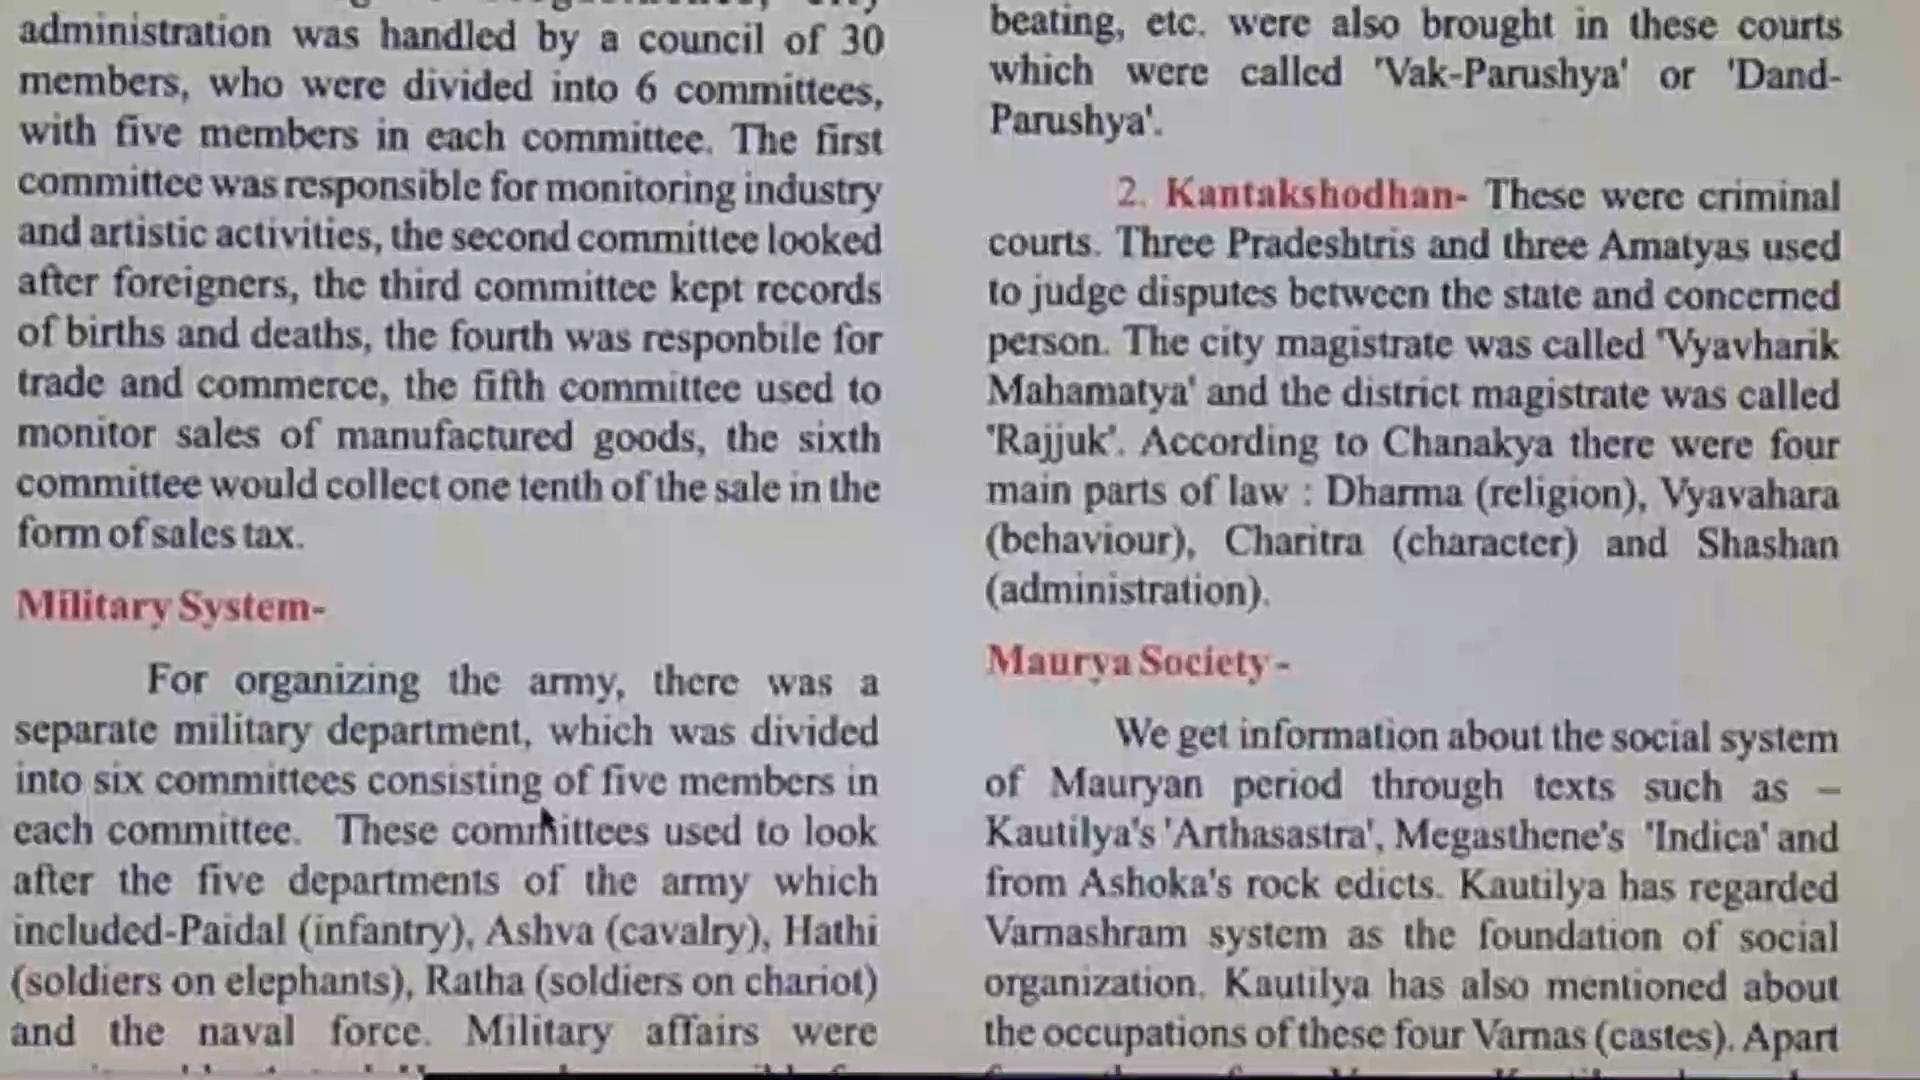 administration was handled by a council of 30
members, who were divided into 6 committees,
with five members in each committee. The first
committee was responsible for monitoring industry
and artistic activities, the second committee looked
after foreigners, the third committee kept records
of births and deaths, the fourth was responbile for
trade and commerce, the fifth committee used to
monitor sales of manufactured goods, the sixth
committee would collect one tenth of the sale in the
form of sales tax.
Military System-
For organizing the army, there was a
separate military department, which was divided
into six committees consisting of five members in
each committee. These committees used to look
after the five departments of the army which
included-Paidal (infantry), Ashva (cavalry), Hathi
(soldiers on elephants), Ratha (soldiers on chariot)
and the naval force. Military affairs were
beating, etc. were also brought in these courts
which were called 'Vak-Parushya' or 'Dand-
Parushya'.
2. Kantakshodhan- These were criminal
courts. Three Pradeshtris and three Amatyas used
to judge disputes between the state and concerned
person. The city magistrate was called 'Vyavharik
Mahamatya' and the district magistrate was called
'Rajjuk'. According to Chanakya there were four
main parts of law : Dharma (religion), Vyavahara
(behaviour), Charitra (character) and Shashan
(administration).
Maurya Society -
We get information about the social system
of Mauryan period through texts such as –
Kautilya's 'Arthasastra', Megasthene's 'Indica' and
from Ashoka's rock edicts. Kautilya has regarded
Varnashram system as the foundation of social
organization. Kautilya has also mentioned about
the occupations of these four Varnas (castes). Apart